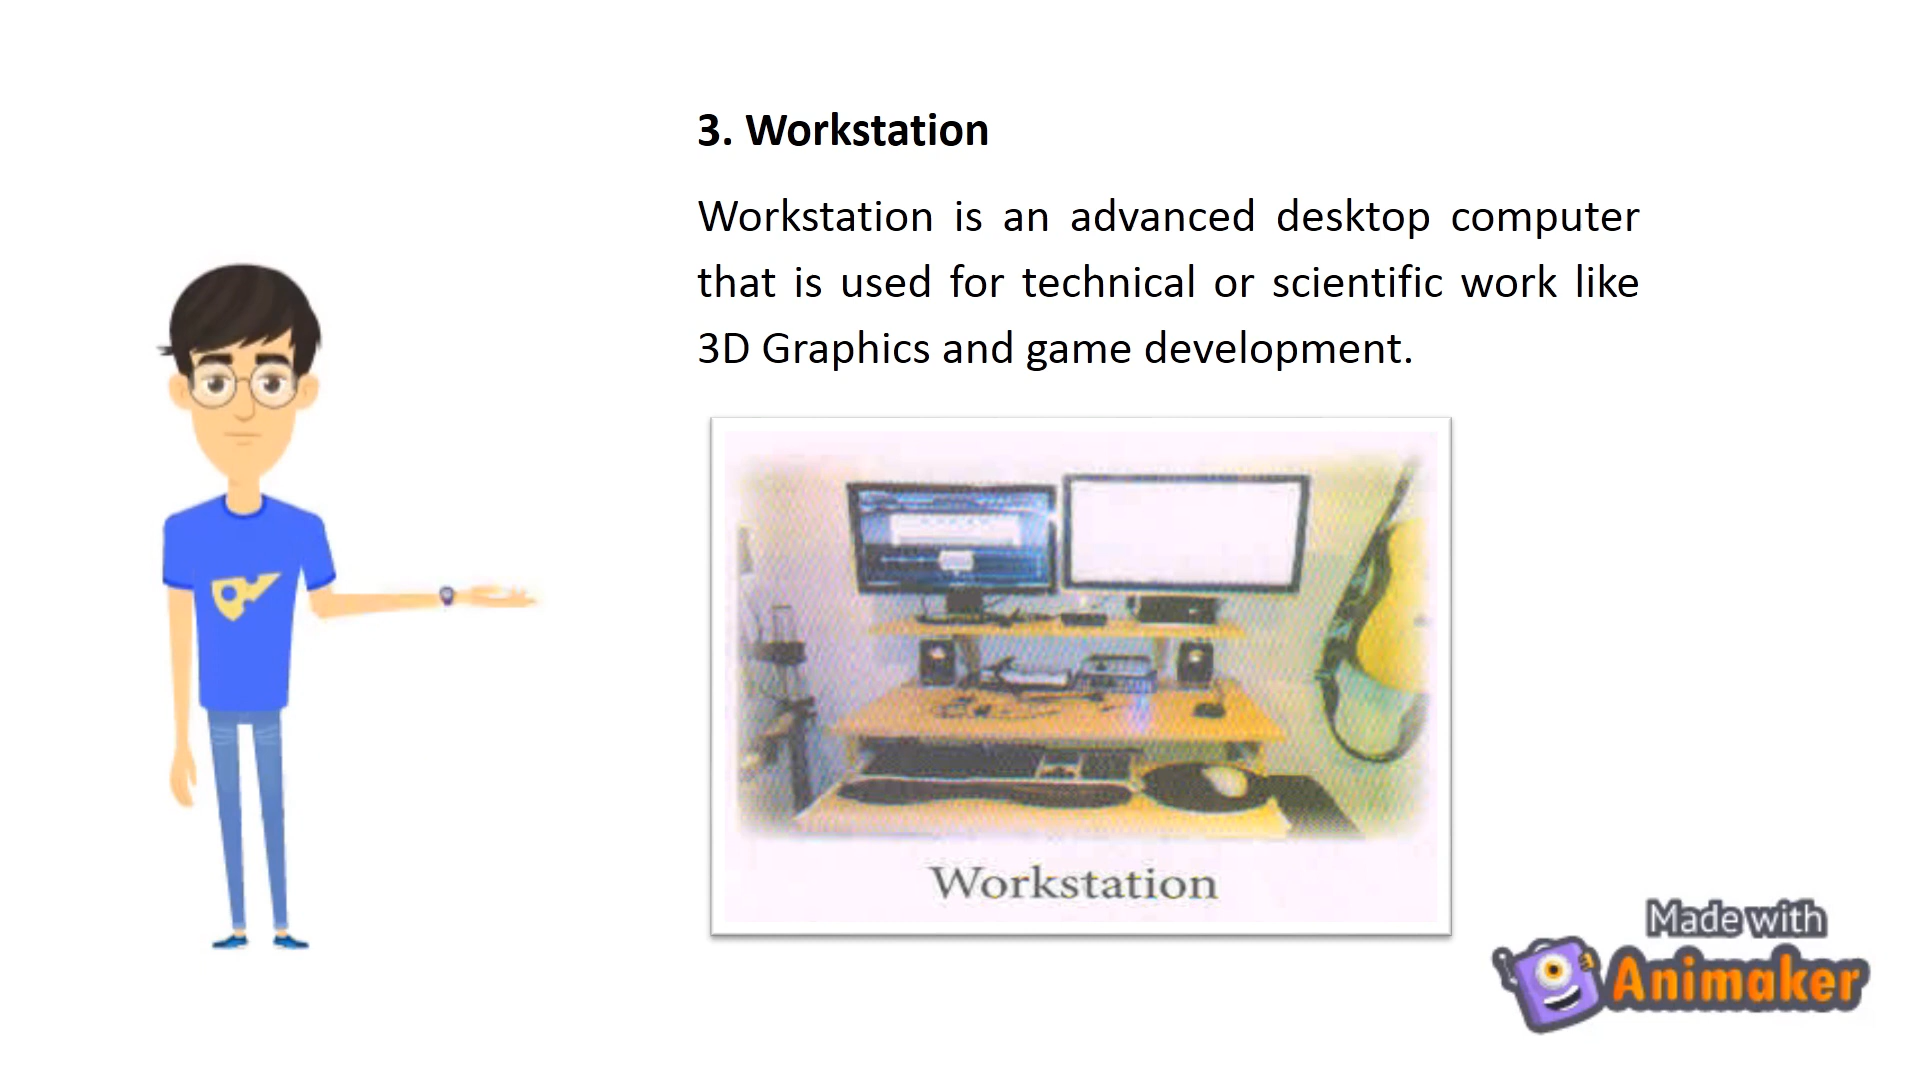 3. Workstation
Workstation is an advanced desktop computer
that is used for technical or scientific work like
3D Graphics and game development.
Workstation
Made with
Animaker